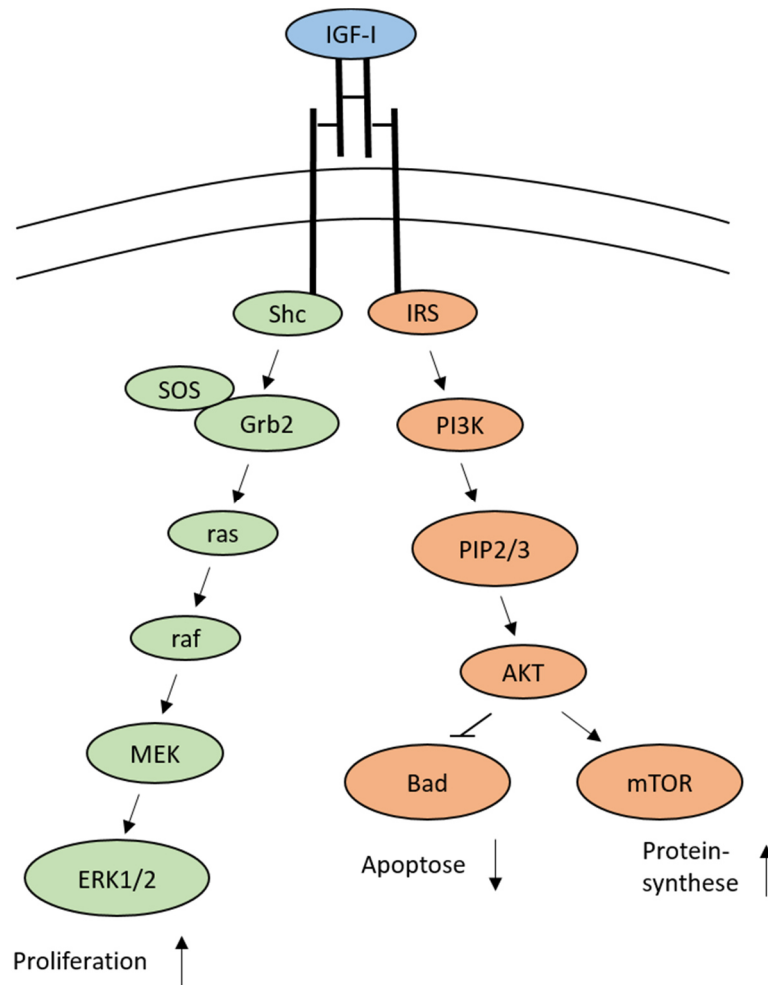 IGF-I
Shc
IRS
SOS
Grb2
PI3K
ras
PIP2/3
raf
AKT
MEK
Bad
mTOR
ERK1/2
Apoptose
Protein-
synthese
Proliferation